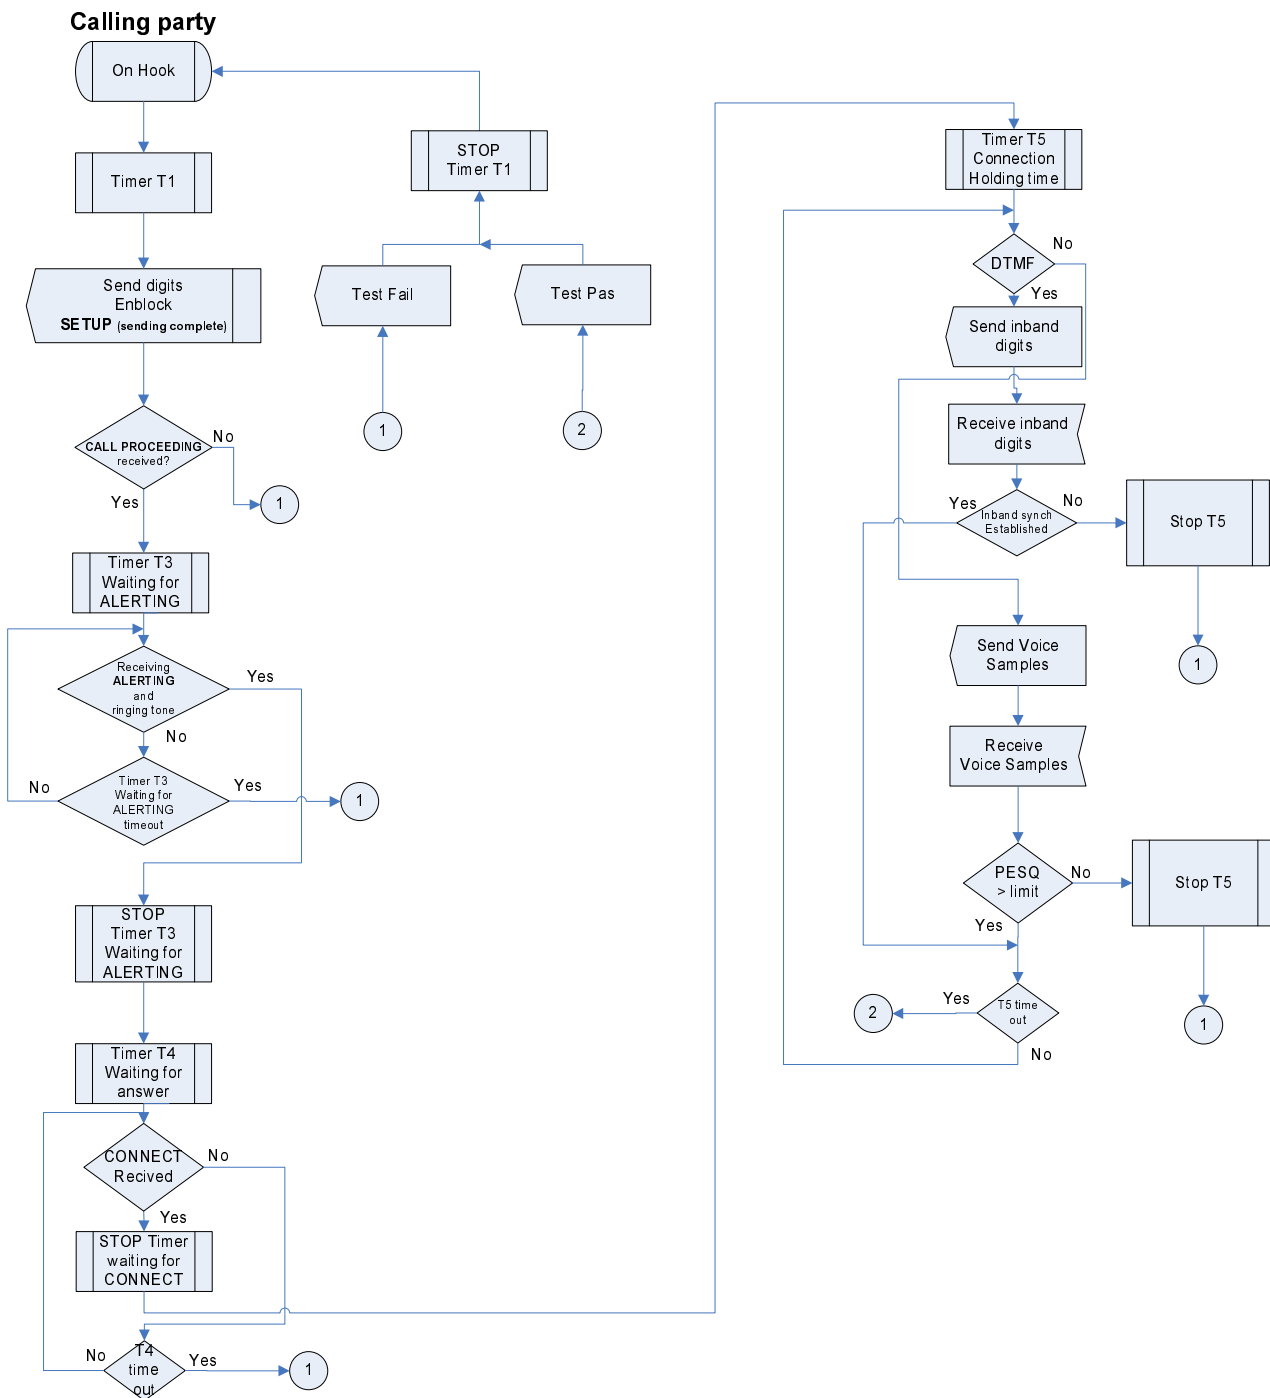 Calling party
On Hook
Timer T1
Send digits
Enblock
SETUP (sending complete)
CALL PROCEEDING
received?
No
1
Yes
Timer T3
Waiting for
ALERTING
Receiving
ALERTING
and
ringing tone
Yes
No
Timer T3
Waiting for
ALERTING
timeout
No
Yes
1
STOP
Timer T3
Waiting for
ALERTING
Timer T4
Waiting for
answer
CONNECT
Recived
No
Yes
STOP Timer
waiting for
CONNECT
T4
time
out
No
Yes
1
STOP
Timer T1
Test Fail
Test Pas
1
2
Timer T5
Connection
Holding time
DTMF
No
Yes
Send inband
digits
Receive inband
digits
Inband synch
Established
Yes
No
Stop T5
1
Send Voice
Samples
Receive
Voice Samples
PESQ
> limit
No
Stop T5
Yes
1
T5 time
out
Yes
2
No